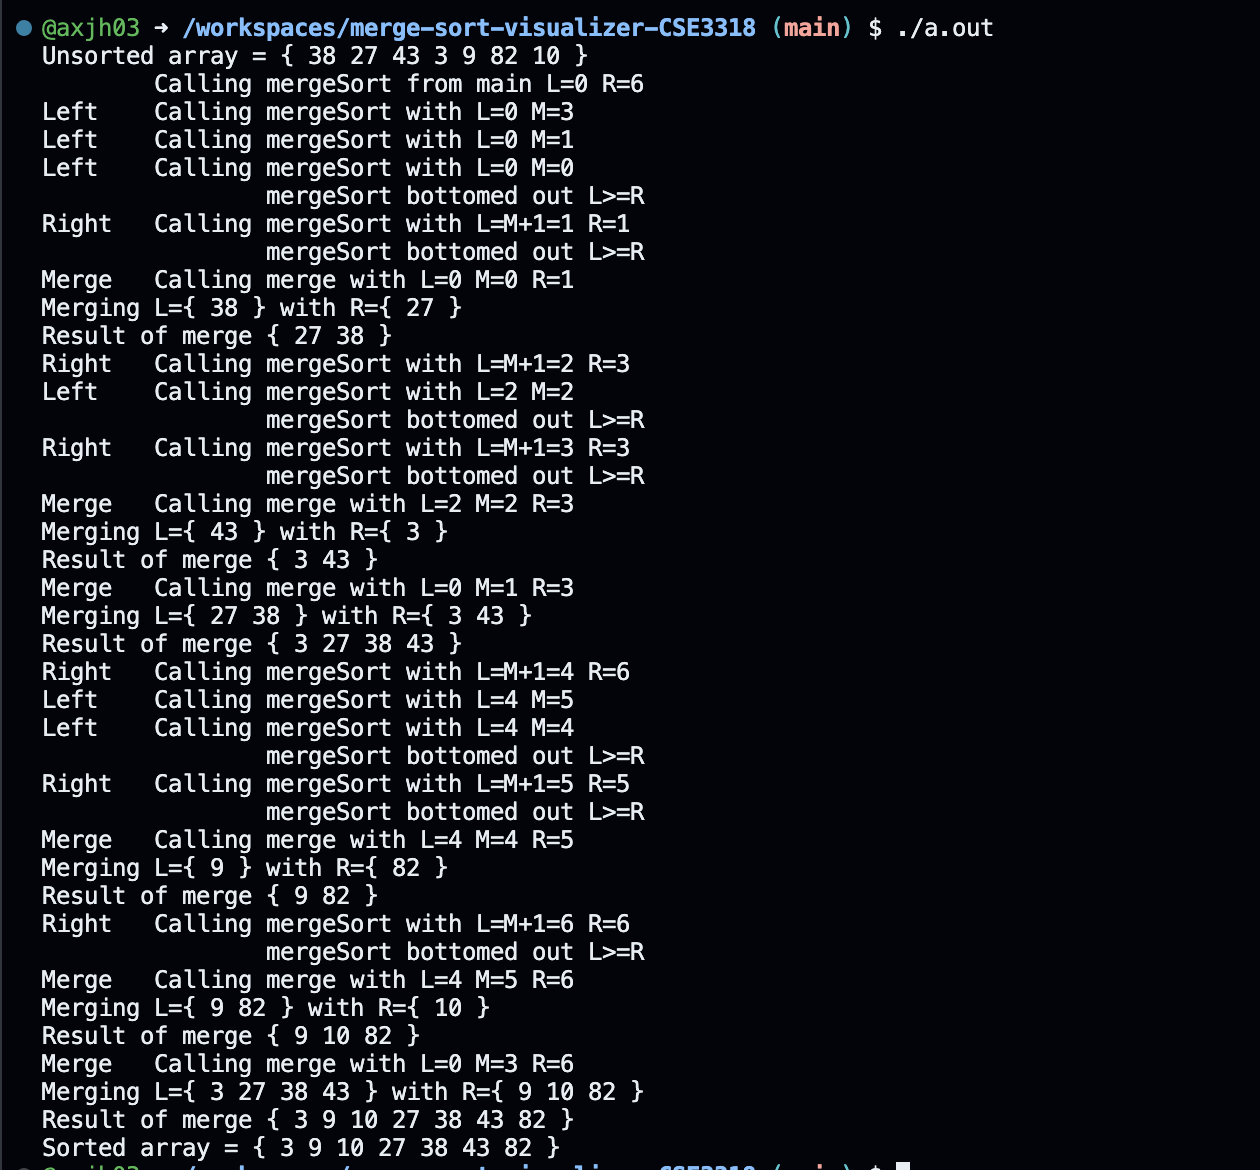 @axjh03 → /workspaces/merge-sort-visualizer-CSE3318 (main) $ ./a.out
Unsorted array = { 38 27 43 3 9 82 10 }
        Calling mergeSort from main L=0 R=6
Left    Calling mergeSort with L=0 M=3
Left    Calling mergeSort with L=0 M=1
Left    Calling mergeSort with L=0 M=0
                mergeSort bottomed out L>=R
Right   Calling mergeSort with L=M+1=1 R=1
                mergeSort bottomed out L>=R
Merge   Calling merge with L=0 M=0 R=1
Merging L={ 38 } with R={ 27 }
Result of merge { 27 38 }
Right   Calling mergeSort with L=M+1=2 R=3
Left    Calling mergeSort with L=2 M=2
                mergeSort bottomed out L>=R
Right   Calling mergeSort with L=M+1=3 R=3
                mergeSort bottomed out L>=R
Merge   Calling merge with L=2 M=2 R=3
Merging L={ 43 } with R={ 3 }
Result of merge { 3 43 }
Merge   Calling merge with L=0 M=1 R=3
Merging L={ 27 38 } with R={ 3 43 }
Result of merge { 3 27 38 43 }
Right   Calling mergeSort with L=M+1=4 R=6
Left    Calling mergeSort with L=4 M=5
Left    Calling mergeSort with L=4 M=4
                mergeSort bottomed out L>=R
Right   Calling mergeSort with L=M+1=5 R=5
                mergeSort bottomed out L>=R
Merge   Calling merge with L=4 M=4 R=5
Merging L={ 9 } with R={ 82 }
Result of merge { 9 82 }
Right   Calling mergeSort with L=M+1=6 R=6
                mergeSort bottomed out L>=R
Merge   Calling merge with L=4 M=5 R=6
Merging L={ 9 82 } with R={ 10 }
Result of merge { 9 10 82 }
Merge   Calling merge with L=0 M=3 R=6
Merging L={ 3 27 38 43 } with R={ 9 10 82 }
Result of merge { 3 9 10 27 38 43 82 }
Sorted array = { 3 9 10 27 38 43 82 }